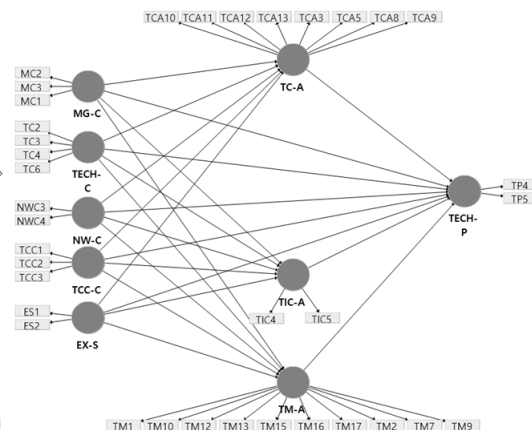 TCA10 TCA11 TCA12 TCA13 TCA3 TCA5 TCA8 TCA9
TC-A
MC2
MC3
MC1
MG-C
TC2
TC3
TC4
TC6
TECH-
C
NWC3
NWC4
NW-C
TCC1
TCC2
TCC3
TCC-C
ES1
ES2
EX-S
TP4
TP5
TECH-
P
TIC-A
TIC4 TIC5
TM-A
TM1 TM10 TM12 TM13 TM15 TM16 TM17 TM2 TM7 TM9